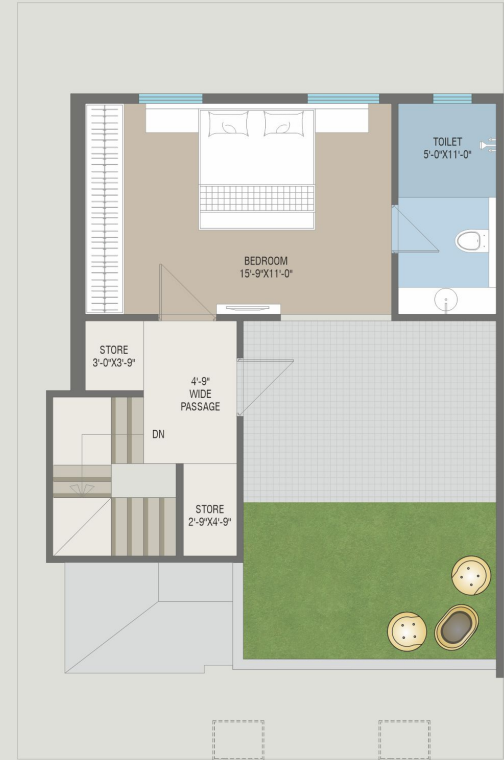 TOILET
5'-0"X11'-0"
BEDROOM
15'-9"X11'-0"
STORE
3'-0"X3'-9"
4'-9"
WIDE
PASSAGE
DN
STORE
2'-9"X4'-9"